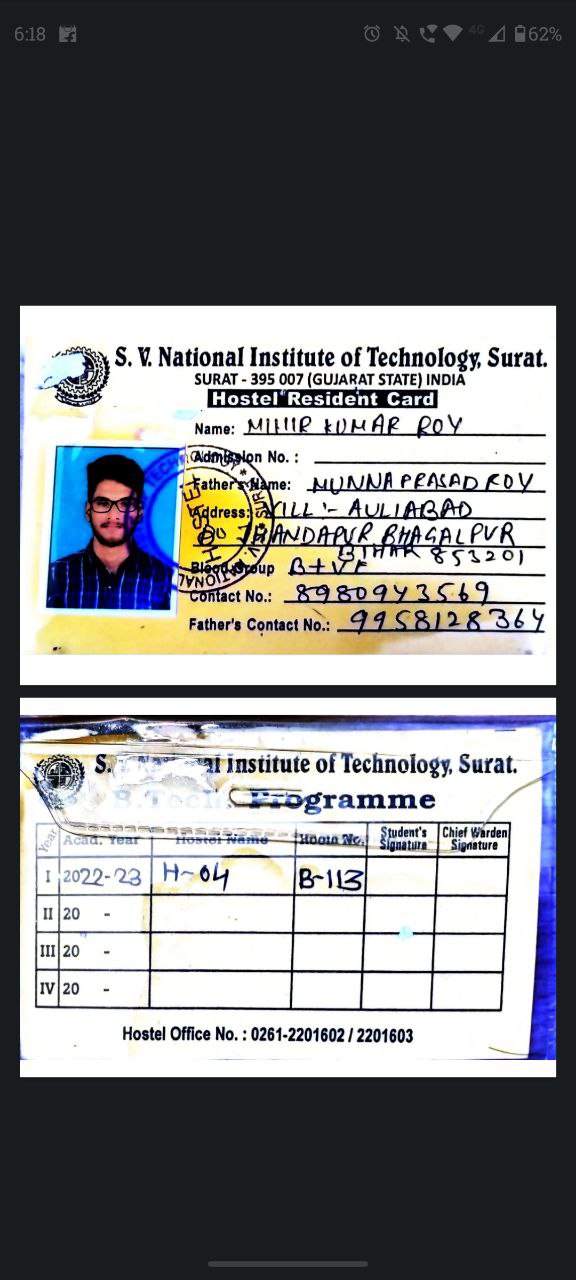 6:18
4G
62%
S. V. National Institute of Technology, Surat.
SURAT - 395 007 (GUJARAT STATE) INDIA
Hostel Resident Card
Name: MIHIR KUMAR ROY
Admission No. :
Father's Name: MUNNA PRASAD ROY
Address: VILL :- AULIABAD
JHANDAPUR BHAGALPUR
BIHAR 853201
Blood Group B+VE
Contact No.: 8980943569
Father's Contact No.: 9958128364
S. National Institute of Technology, Surat.
B.Tech. Programme
Year Acad. Year Hostel Name Room No. Student's Signature Chief Warden Signature
I 2022-23 H-04 B-113
II 20 -
III 20 -
IV 20 -
Hostel Office No. : 0261-2201602 / 2201603